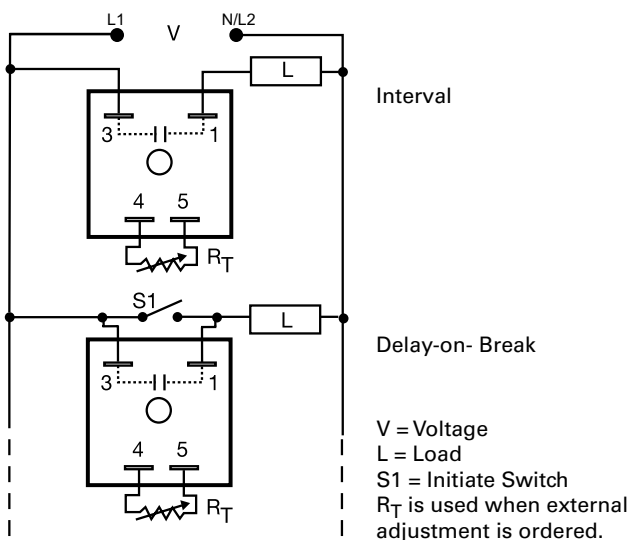 L1 V N/L2
L
Interval
3 1
4 5
RT
S1
L
Delay-on- Break
3 1
4 5
RT
V = Voltage
L = Load
S1 = Initiate Switch
RT is used when external
adjustment is ordered.